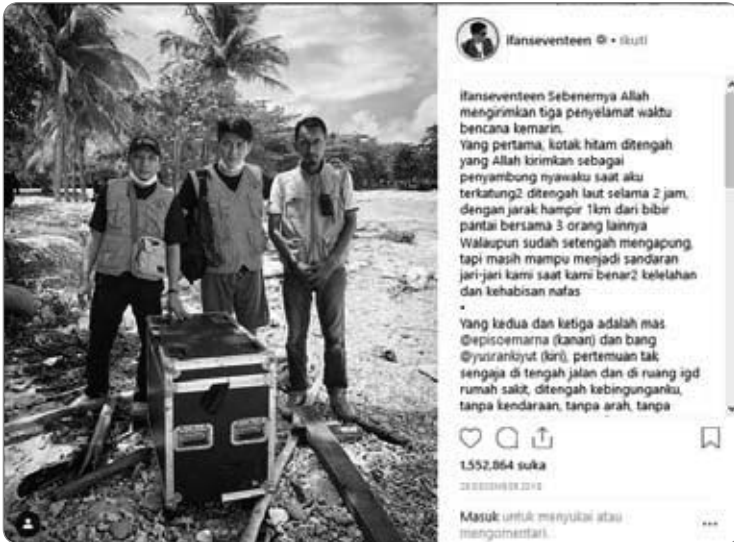 ifanseventeen • Ikuti
ifanseventeen Sebenernya Allah
mengirimkan tiga penyelamat waktu
bencana kemarin.
Yang pertama, kotak hitam ditengah
yang Allah kirimkan sebagai
penyambung nyawaku saat aku
terkatung2 ditengah laut selama 2 jam,
dengan jarak hampir 1km dari bibir
pantai bersama 3 orang lainnya
Walaupun sudah setengah mengapung,
tapi masih mampu menjadi sandaran
jari-jari kami saat kami benar2 kelelahan
dan kehabisan nafas
•
Yang kedua dan ketiga adalah mas
@episoemarna (kanan) dan bang
@yusrankiyut (kiri), pertemuan tak
sengaja di tengah jalan dan di ruang igd
rumah sakit, ditengah kebingunganku,
tanpa kendaraan, tanpa arah, tanpa
1.552,864 suka
DESEMBER
Masuk untuk menyukai atau
mengomentari.